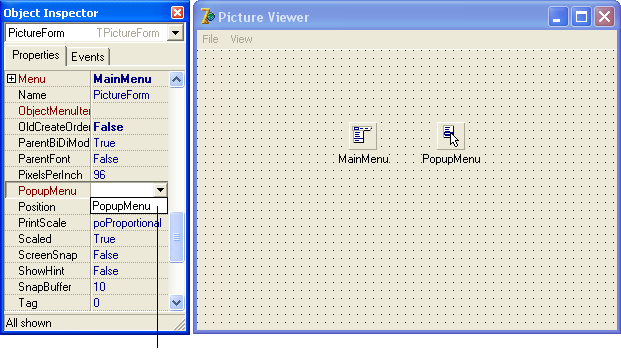 Object Inspector
PictureForm TPictureForm
Properties Events
Menu MainMenu
Name PictureForm
ObjectMenuIter
OldCreateOrder False
ParentBiDiMod True
ParentFont False
PixelsPerInch 96
PopupMenu
Position PopupMenu
PrintScale poProportional
Scaled True
ScreenSnap False
ShowHint False
SnapBuffer 10
Tag 0
All shown
Picture Viewer
File View
MainMenu PopupMenu